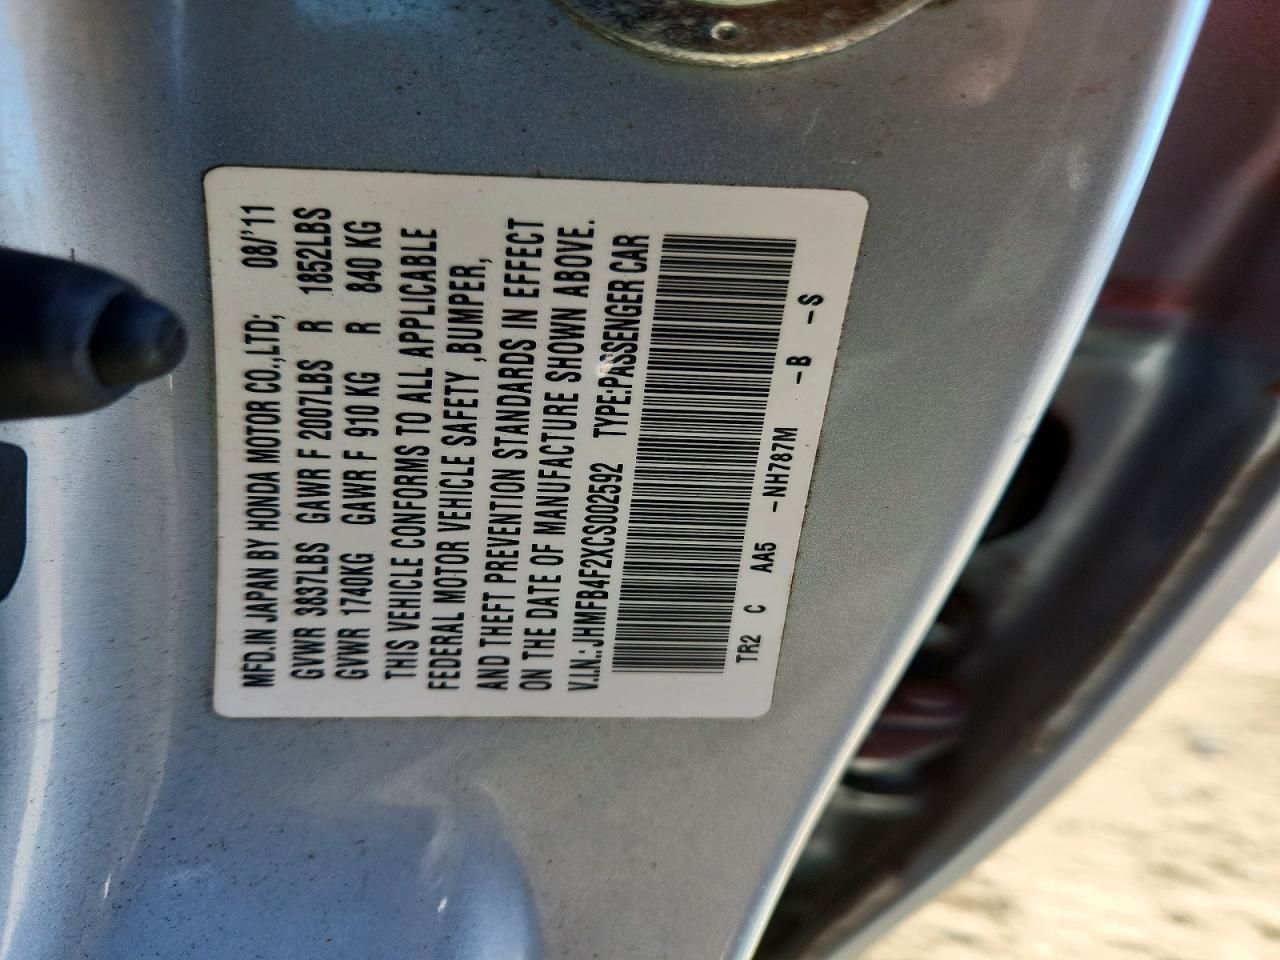 MFD.IN JAPAN BY HONDA MOTOR CO.,LTD; 08/'11
GVWR 3837LBS GAWR F 2007LBS R 1852LBS
GVWR 1740KG GAWR F 910 KG R 840 KG
THIS VEHICLE CONFORMS TO ALL APPLICABLE
FEDERAL MOTOR VEHICLE SAFETY ,BUMPER,
AND THEFT PREVENTION STANDARDS IN EFFECT
ON THE DATE OF MANUFACTURE SHOWN ABOVE.
V.I.N.: JHMFB4F2XCS002592 TYPE:PASSENGER CAR
TR2 C AA5 -NH787M -B -S